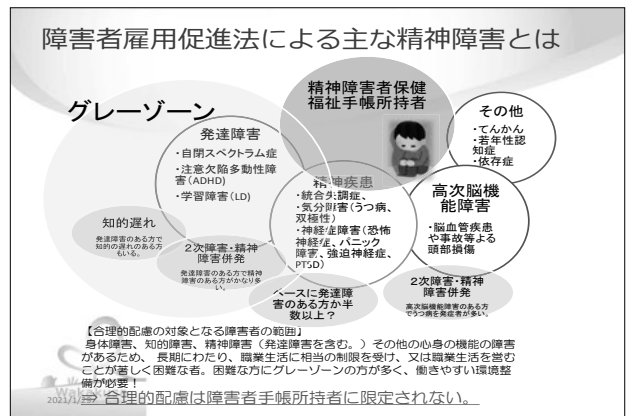 障害者雇用促進法による主な精神障害とは
グレーゾーン
精神障害者保健
福祉手帳所持者
その他
・てんかん
・若年性認
知症
・依存症
発達障害
・自閉スペクトラム症
・注意欠陥多動性障
害(ADHD)
・学習障害(LD)
精神疾患
・統合失調症、
・気分障害(うつ病、
双極性)
・神経症障害(恐怖
神経症、パニック
障害、強迫神経症、
PTSD)
高次脳機
能障害
・脳血管疾患
や事故等よる
頭部損傷
知的遅れ
発達障害のある方で
知的の遅れのある方
もいる。
2次障害・精神
障害併発
発達障害のある方で精神
障害のある方がかなり多
い。
ベースに発達障
害のある方か半
数以上?
2次障害・精神
障害併発
高次脳機能障害のある方
でうつ病を発症者が多い。
【合理的配慮の対象となる障害者の範囲】
身体障害、知的障害、精神障害(発達障害を含む。)その他の心身の機能の障害
があるため、 長期にわたり、職業生活に相当の制限を受け、又は職業生活を営む
ことが著しく困難な者。困難な方にグレーゾーンの方が多く、働きやすい環境整
備が必要!
⇒ 合理的配慮は障害者手帳所持者に限定されない。